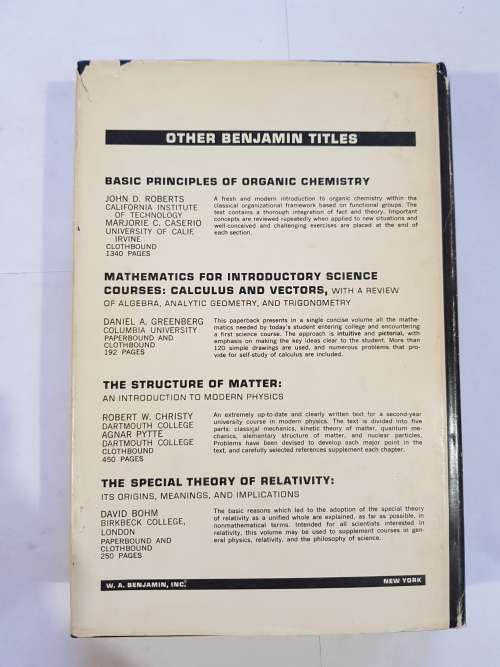 OTHER BENJAMIN TITLES
BASIC PRINCIPLES OF ORGANIC CHEMISTRY
JOHN D. ROBERTS
CALIFORNIA INSTITUTE
OF TECHNOLOGY
MARJORIE C. CASERIO
UNIVERSITY OF CALIF.
IRVINE
CLOTHBOUND
1340 PAGES
A fresh and modern introduction to organic chemistry within the
classical organizational framework based on functional groups. The
text contains a thorough integration of fact and theory. Important
concepts are reviewed repeatedly when applied to new situations and
well-conceived and challenging exercises are placed at the end of
each section.
MATHEMATICS FOR INTRODUCTORY SCIENCE
COURSES: CALCULUS AND VECTORS, WITH A REVIEW
OF ALGEBRA, ANALYTIC GEOMETRY, AND TRIGONOMETRY
DANIEL A. GREENBERG
COLUMBIA UNIVERSITY
PAPERBOUND AND
CLOTHBOUND
192 PAGES
This paperback presents in a single concise volume all the mathe-
matics needed by today's student entering college and encountering
a first science course. The approach is intuitive and pictorial, with
emphasis on making the key ideas clear to the student. More than
120 simple drawings are used, and numerous problems that pro-
vide for self-study of calculus are included.
THE STRUCTURE OF MATTER:
AN INTRODUCTION TO MODERN PHYSICS
ROBERT W. CHRISTY
DARTMOUTH COLLEGE
AGNAR PYTTE
DARTMOUTH COLLEGE
CLOTHBOUND
450 PAGES
An extremely up-to-date and clearly written text for a second-year
university course in modern physics. The text is divided into five
parts: classical mechanics, kinetic theory of matter, quantum me-
chanics, elementary structure of matter, and nuclear particles.
Problems have been devised to develop each major point in the
text, and carefully selected references supplement each chapter.
THE SPECIAL THEORY OF RELATIVITY:
ITS ORIGINS, MEANINGS, AND IMPLICATIONS
DAVID BOHM
BIRKBECK COLLEGE,
LONDON
PAPERBOUND AND
CLOTHBOUND
250 PAGES
The basic reasons which led to the adoption of the special theory
of relativity as a unified whole are explained, as far as possible, in
nonmathematical terms. Intended for all scientists interested in
relativity, this volume may be used to supplement courses in gen-
eral physics, relativity, and the philosophy of science.
W. A. BENJAMIN, INC. NEW YORK